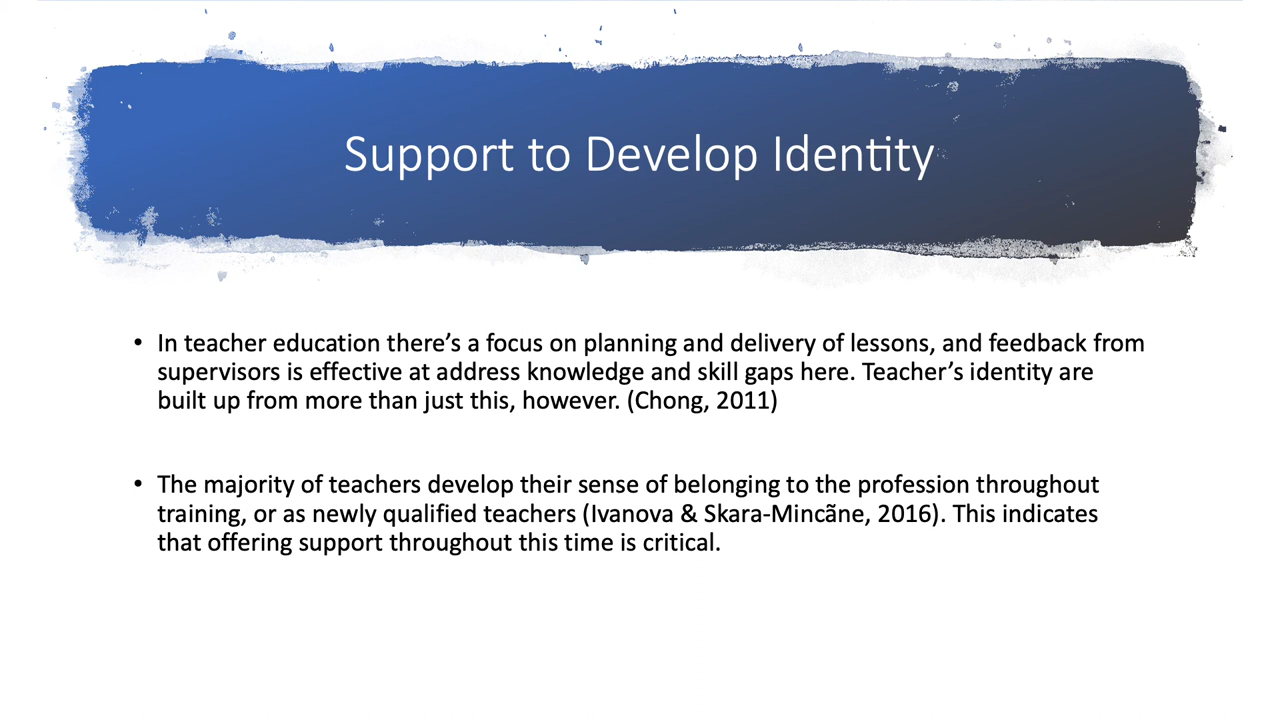 Support to Develop Identity
• In teacher education there’s a focus on planning and delivery of lessons, and feedback from
supervisors is effective at address knowledge and skill gaps here. Teacher’s identity are
built up from more than just this, however. (Chong, 2011)
• The majority of teachers develop their sense of belonging to the profession throughout
training, or as newly qualified teachers (Ivanova & Skara-Mincãne, 2016). This indicates
that offering support throughout this time is critical.